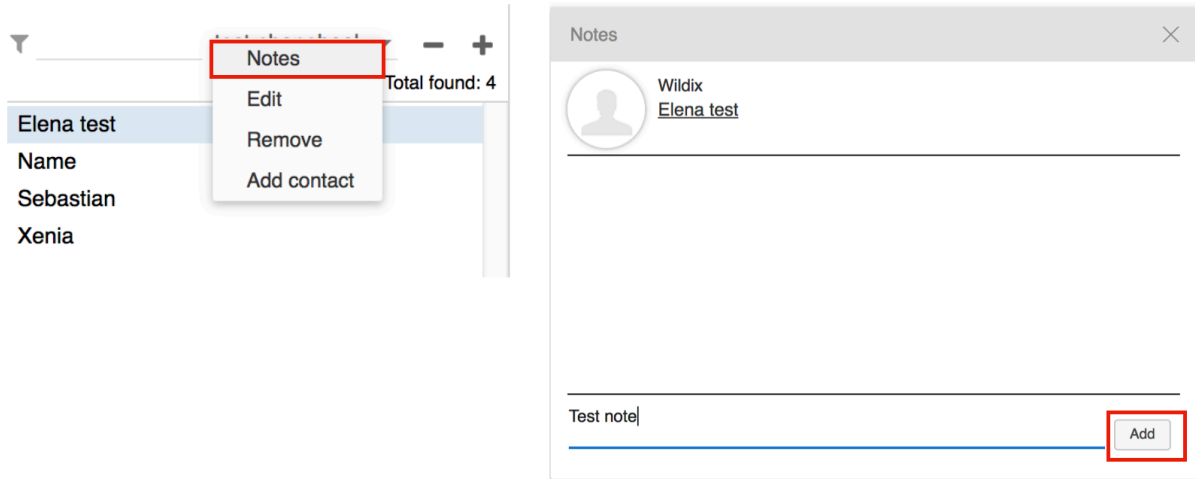 Notes
Total found: 4
Edit
Remove
Add contact
Elena test
Name
Sebastian
Xenia
Notes
Wildix
Elena test
Test note
Add